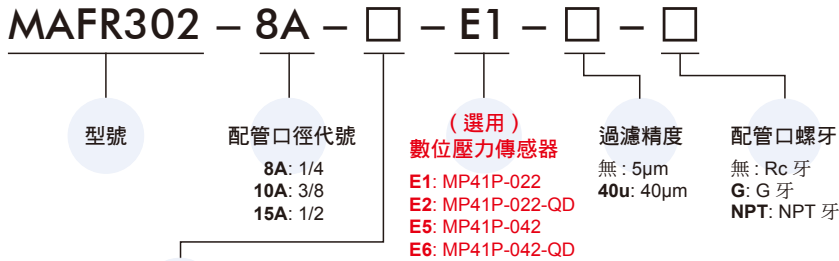 MAFR302 – 8A – □ – E1 – □ – □
型號
配管口徑代號
8A: 1/4
10A: 3/8
15A: 1/2
(選用)
數位壓力傳感器
E1: MP41P-022
E2: MP41P-022-QD
E5: MP41P-042
E6: MP41P-042-QD
過濾精度
無 : 5μm
40u: 40μm
配管口螺牙
無 : Rc 牙
G: G 牙
NPT: NPT 牙